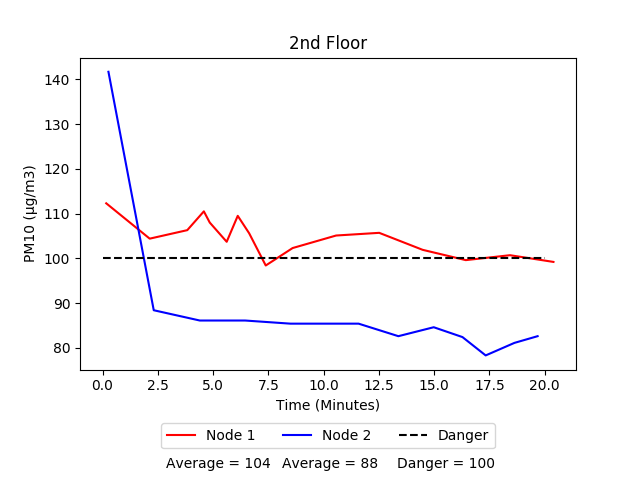 2nd Floor
PM10 (µg/m3)
140
130
120
110
100
90
80
0.0 2.5 5.0 7.5 10.0 12.5 15.0 17.5 20.0
Time (Minutes)
Node 1 Node 2 Danger
Average = 104 Average = 88 Danger = 100